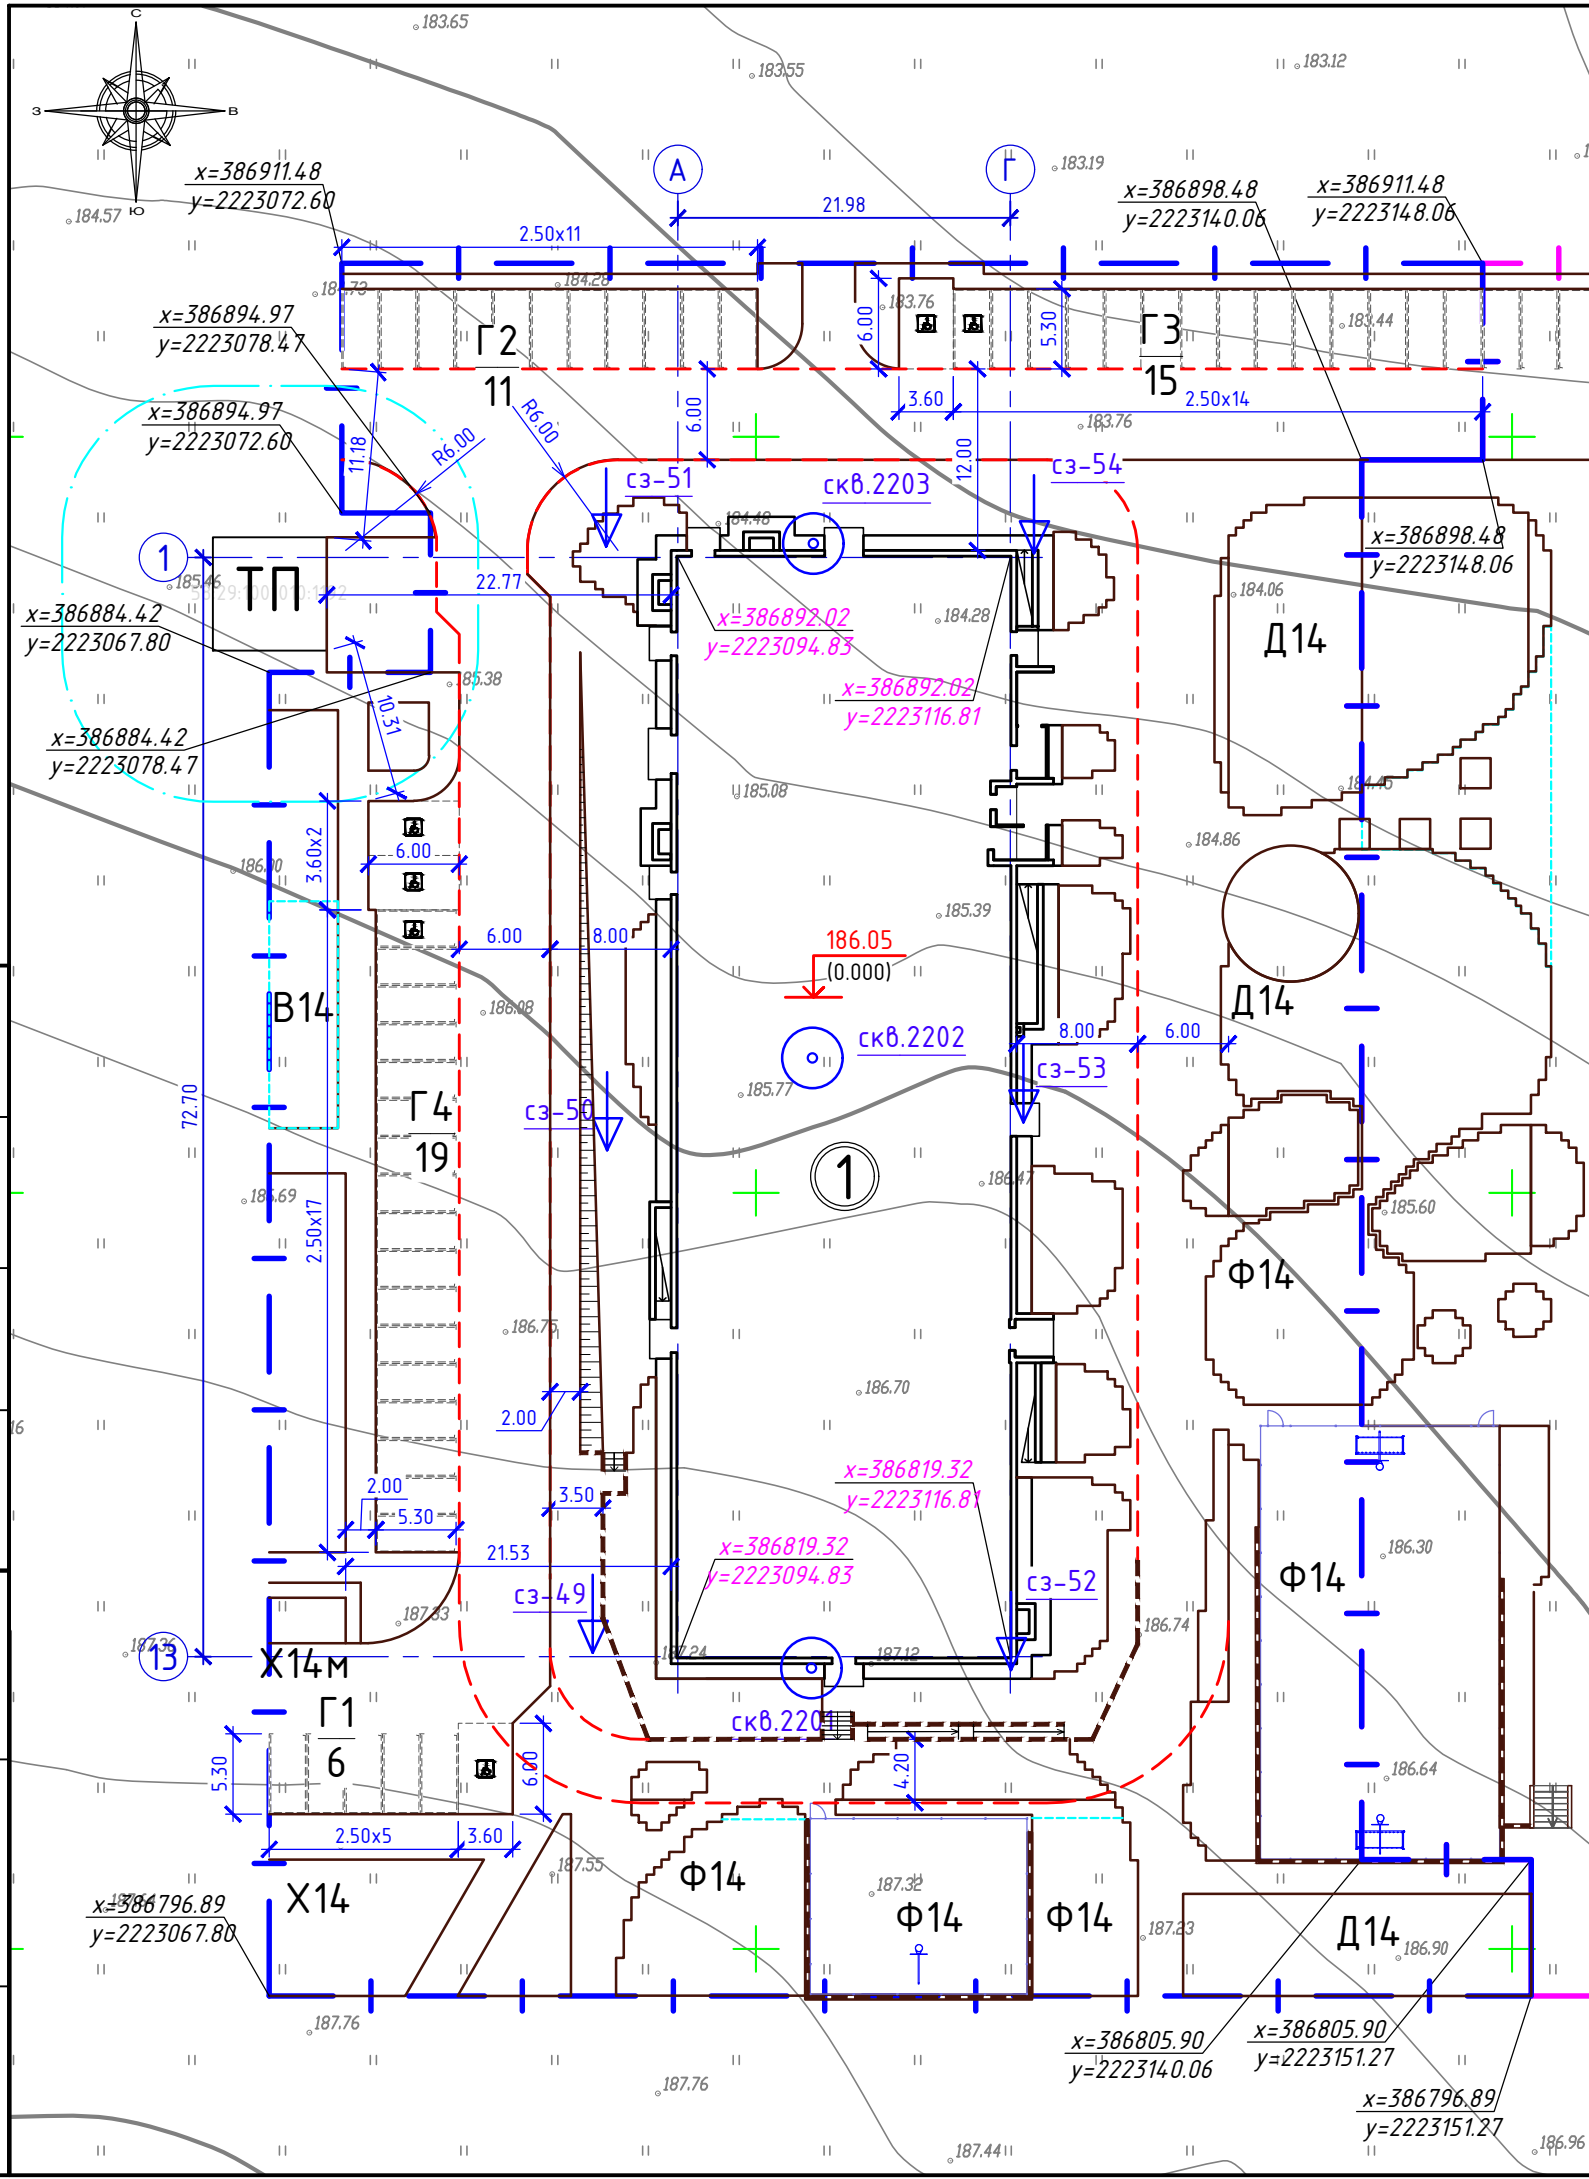 183.65
С
183.55
183.12
З
В
А
Г
183.19
x=386911.48
y=2223072.60
x=386898.48
y=2223140.06
x=386911.48
y=2223148.06
Ю
184.57
21.98
2.50x11
184.28
183.76
183.44
x=386894.97
y=2223078.47
Г2
11
6.00
5.30
Г3
15
x=386894.97
y=2223072.60
R6.00
R6.00
11.18
6.00
3.60
2.50x14
183.76
12.00
сз-51
скв.2203
сз-54
184.48
x=386898.48
y=2223148.06
1
185.46
ТП
22.77
184.06
x=386884.42
y=2223067.80
x=386892.02
y=2223094.83
184.28
Д14
185.38
x=386892.02
y=2223116.81
10.31
x=386884.42
y=2223078.47
185.08
184.45
3.60x2
6.00
184.86
186.00
185.39
6.00
8.00
186.05
(0.000)
В14
186.08
Д14
скв.2202
8.00
6.00
сз-53
72.70
Г4
19
сз-50
185.77
1
186.47
186.69
185.60
2.50x17
Ф14
186.75
186.70
2.00
x=386819.32
y=2223116.81
2.00
3.50
5.30
x=386819.32
y=2223094.83
21.53
186.30
сз-49
сз-52
Ф14
187.33
186.74
187.36
13
Х14м
187.24
187.12
Г1
6
скв.2201
5.30
6.00
4.20
186.64
2.50x5
3.60
187.55
Ф14
187.32
x=386796.89
y=2223067.80
Х14
Ф14
Ф14
187.23
Д14
186.90
187.76
x=386805.90
y=2223140.06
x=386805.90
y=2223151.27
187.76
x=386796.89
y=2223151.27
187.44
186.96